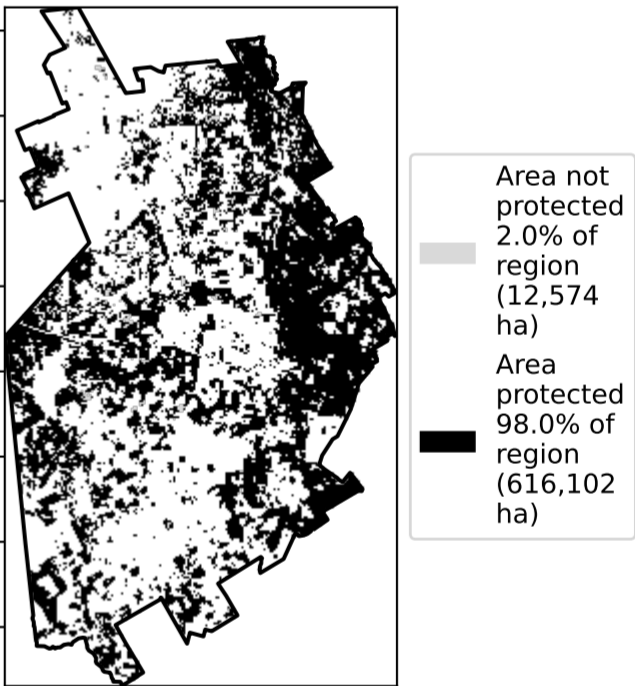 Area not
protected
2.0% of
region
(12,574
ha)
Area
protected
98.0% of
region
(616,102
ha)